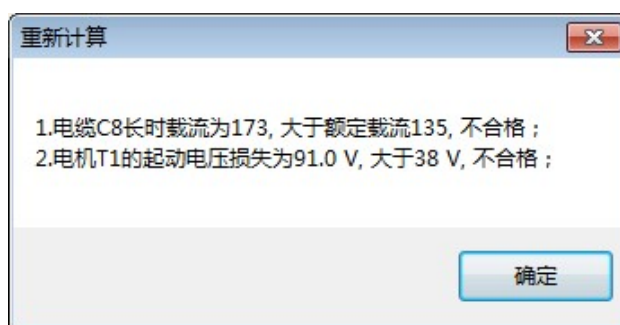 重新计算
1.电缆C8长时载流为173, 大于额定载流135, 不合格；
2.电机T1的起动电压损失为91.0 V, 大于38 V, 不合格；
确定